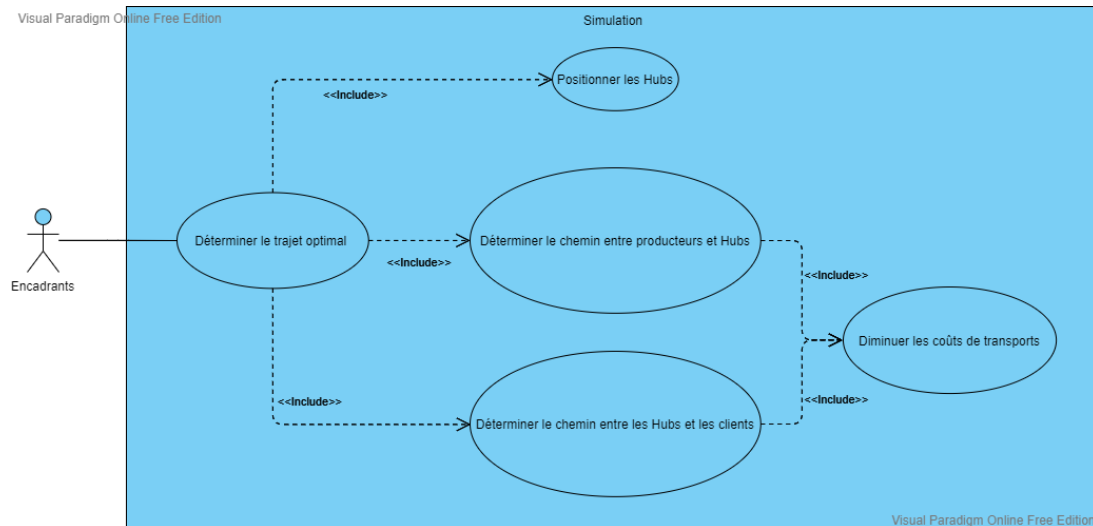 Visual Paradigm Online Free Edition
Simulation
Positionner les Hubs
<<Include>>
Déterminer le trajet optimal
Déterminer le chemin entre producteurs et Hubs
<<Include>>
<<Include>>
Encadrants
Diminuer les coûts de transports
<<Include>>
<<Include>>
Déterminer le chemin entre les Hubs et les clients
Visual Paradigm Online Free Edition